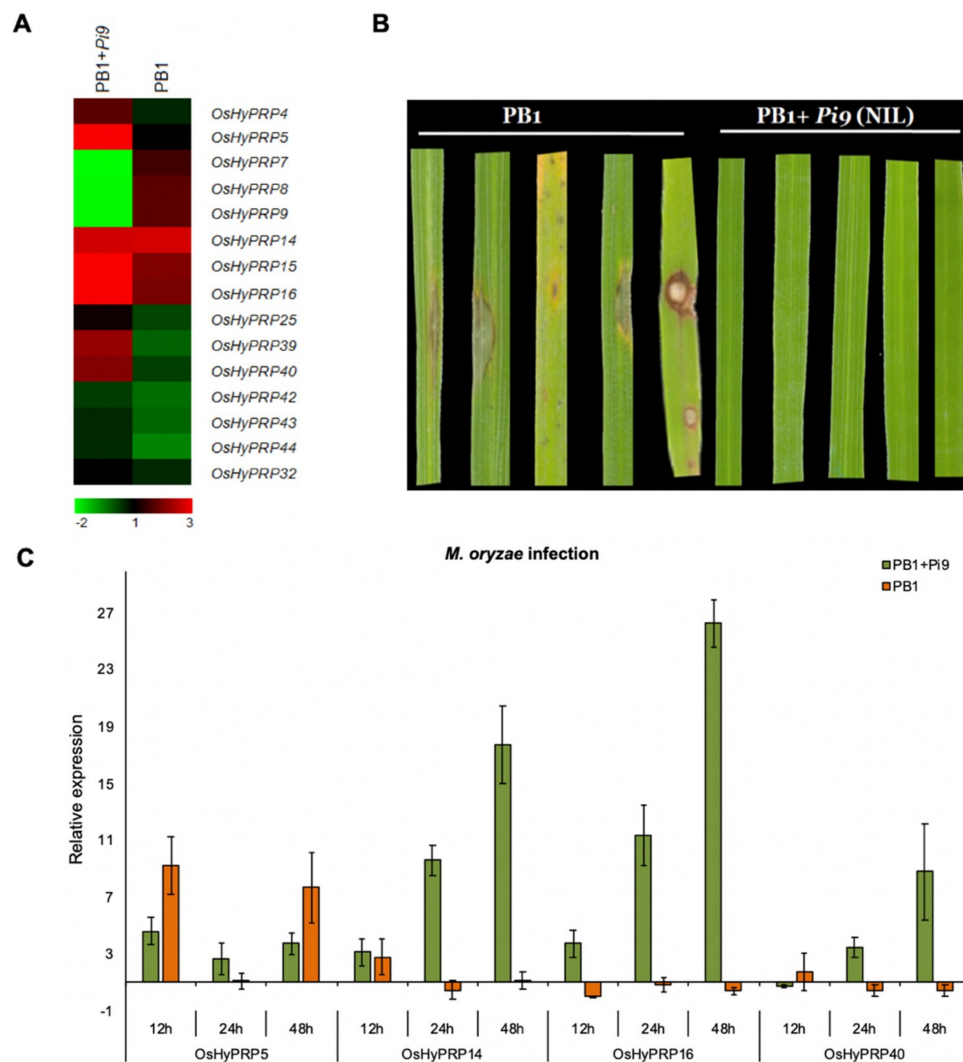 A
PB1+Pi9 PB1
OsHyPRP4
OsHyPRP5
OsHyPRP7
OsHyPRP8
OsHyPRP9
OsHyPRP14
OsHyPRP15
OsHyPRP16
OsHyPRP25
OsHyPRP39
OsHyPRP40
OsHyPRP42
OsHyPRP43
OsHyPRP44
OsHyPRP32
-2 1 3
B
PB1 PB1+ Pi9 (NIL)
C
M. oryzae infection
PB1+Pi9
PB1
Relative expression
27
23
19
15
11
7
3
-1
12h 24h 48h 12h 24h 48h 12h 24h 48h 12h 24h 48h
OsHyPRP5 OsHyPRP14 OsHyPRP16 OsHyPRP40